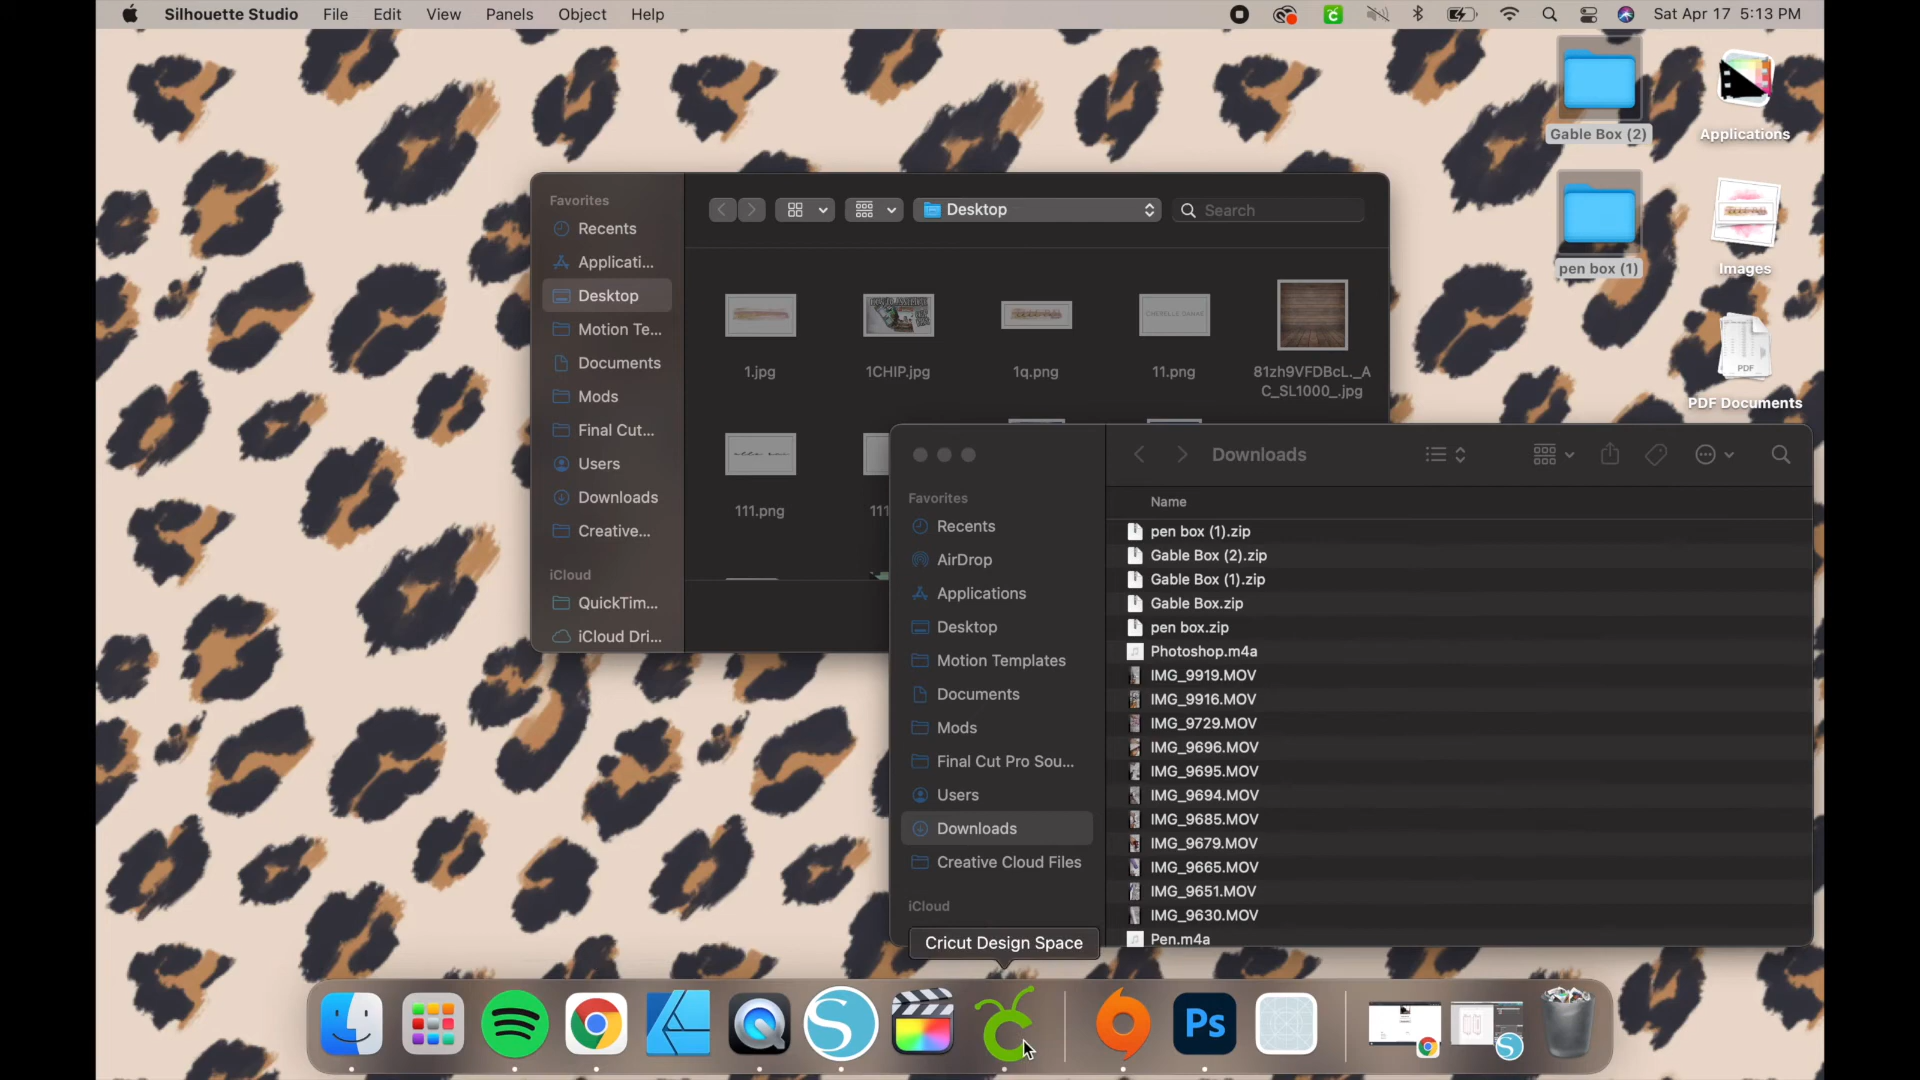 Silhouette Studio File Edit View Panels Object Help Sat Apr 17 5:13 PM
Gable Box (2)
Applications
pen box (1)
Images
PDF
PDF Documents
Favorites
Recents
Applicati...
Desktop
Motion Te...
Documents
Mods
Final Cut...
Users
Downloads
Creative...
iCloud
QuickTim...
iCloud Dri...
Desktop
Search
1.jpg
1CHIP.jpg
1q.png
11.png
81zh9VFDBcL._A
C_SL1000_.jpg
111.png
111
Downloads
Favorites
Recents
AirDrop
Applications
Desktop
Motion Templates
Documents
Mods
Final Cut Pro Sou...
Users
Downloads
Creative Cloud Files
iCloud
Name
pen box (1).zip
Gable Box (2).zip
Gable Box (1).zip
Gable Box.zip
pen box.zip
Photoshop.m4a
IMG_9919.MOV
IMG_9916.MOV
IMG_9729.MOV
IMG_9696.MOV
IMG_9695.MOV
IMG_9694.MOV
IMG_9685.MOV
IMG_9679.MOV
IMG_9665.MOV
IMG_9651.MOV
IMG_9630.MOV
Pen.m4a
Cricut Design Space
Ps